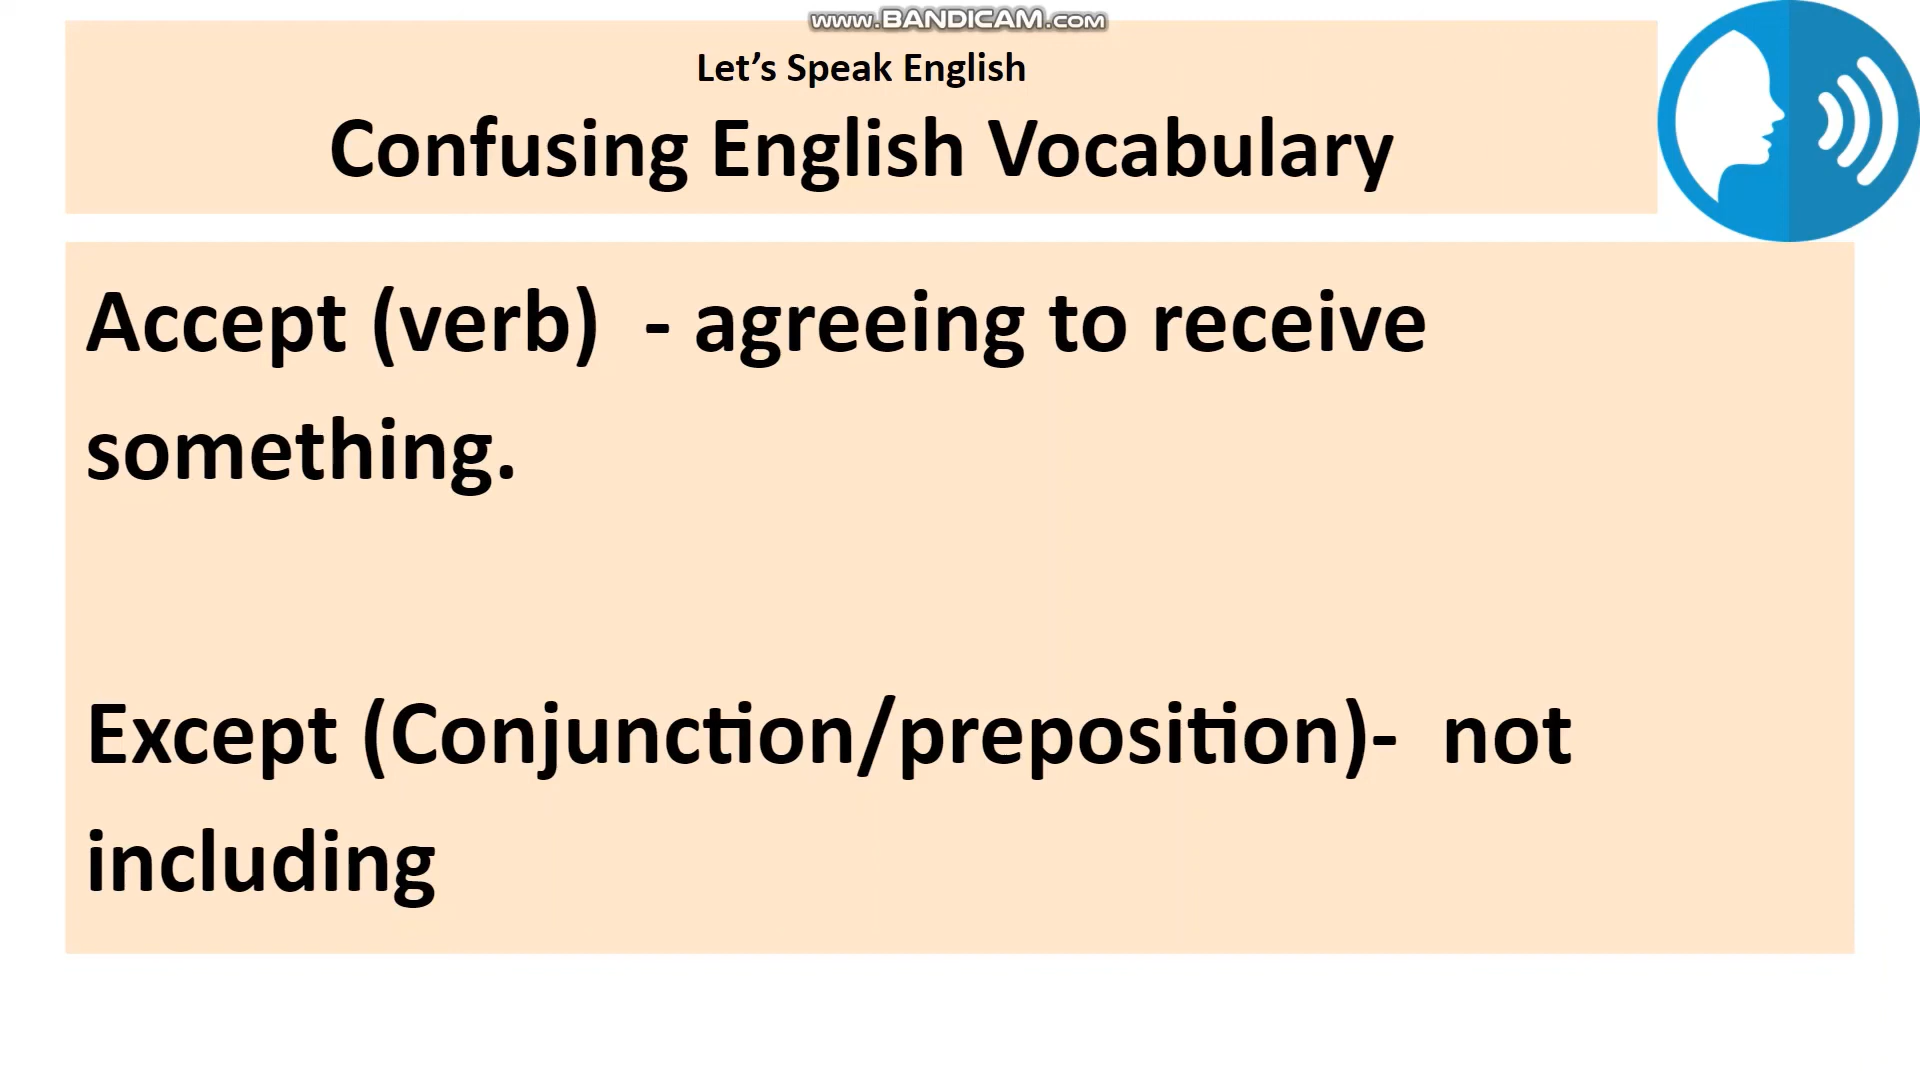 www.BANDICAM.com
Let’s Speak English
Confusing English Vocabulary
Accept (verb)  - agreeing to receive
something.
Except (Conjunction/preposition)-  not
including